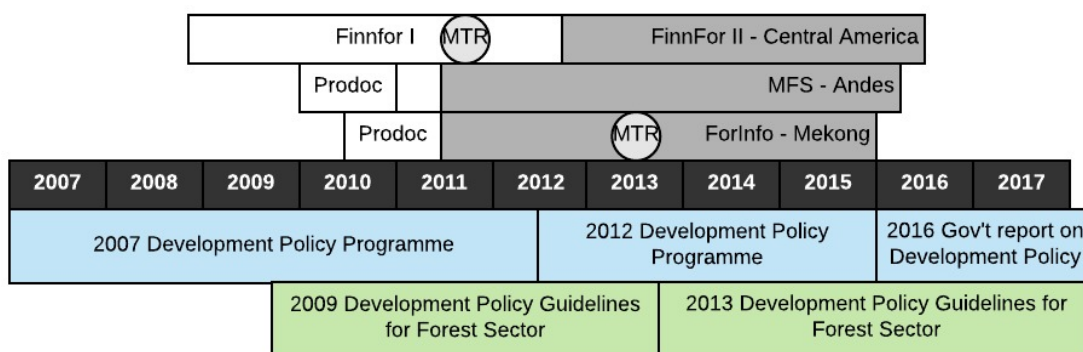 Finnfor I MTR FinnFor II - Central America
Prodoc MFS - Andes
Prodoc MTR ForInfo - Mekong
2007 2008 2009 2010 2011 2012 2013 2014 2015 2016 2017
2007 Development Policy Programme
2012 Development Policy
Programme
2016 Gov't report on
Development Policy
2009 Development Policy Guidelines
for Forest Sector
2013 Development Policy Guidelines for
Forest Sector